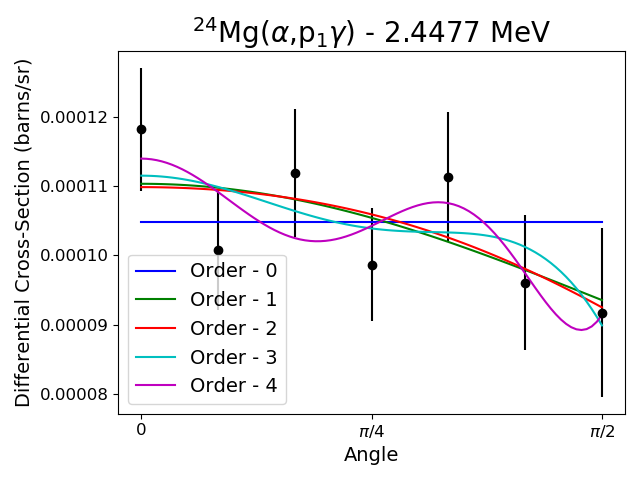 ²⁴Mg(α,p₁γ) - 2.4477 MeV
Differential Cross-Section (barns/sr)
0.00012
0.00011
0.00010
0.00009
0.00008
Order - 0
Order - 1
Order - 2
Order - 3
Order - 4
0
π/4
π/2
Angle